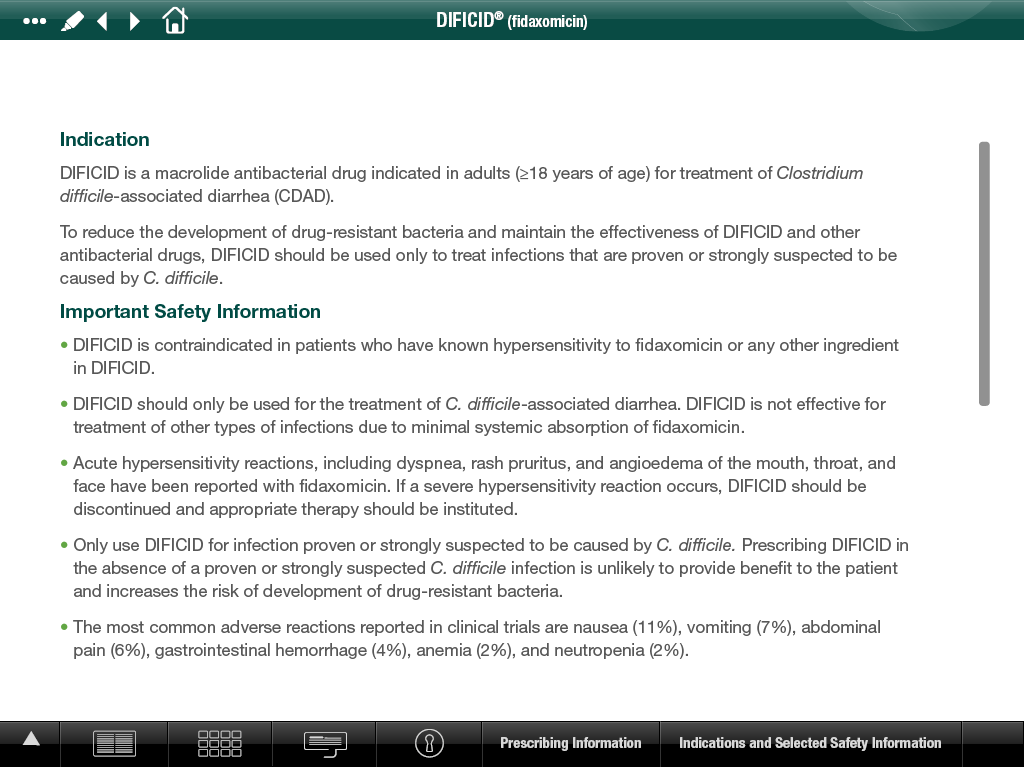 DIFICID® (fidaxomicin)
Indication
DIFICID is a macrolide antibacterial drug indicated in adults (≥18 years of age) for treatment of Clostridium
difficile-associated diarrhea (CDAD).
To reduce the development of drug-resistant bacteria and maintain the effectiveness of DIFICID and other
antibacterial drugs, DIFICID should be used only to treat infections that are proven or strongly suspected to be
caused by C. difficile.
Important Safety Information
• DIFICID is contraindicated in patients who have known hypersensitivity to fidaxomicin or any other ingredient
in DIFICID.
• DIFICID should only be used for the treatment of C. difficile-associated diarrhea. DIFICID is not effective for
treatment of other types of infections due to minimal systemic absorption of fidaxomicin.
• Acute hypersensitivity reactions, including dyspnea, rash pruritus, and angioedema of the mouth, throat, and
face have been reported with fidaxomicin. If a severe hypersensitivity reaction occurs, DIFICID should be
discontinued and appropriate therapy should be instituted.
• Only use DIFICID for infection proven or strongly suspected to be caused by C. difficile. Prescribing DIFICID in
the absence of a proven or strongly suspected C. difficile infection is unlikely to provide benefit to the patient
and increases the risk of development of drug-resistant bacteria.
• The most common adverse reactions reported in clinical trials are nausea (11%), vomiting (7%), abdominal
pain (6%), gastrointestinal hemorrhage (4%), anemia (2%), and neutropenia (2%).
Prescribing Information
Indications and Selected Safety Information